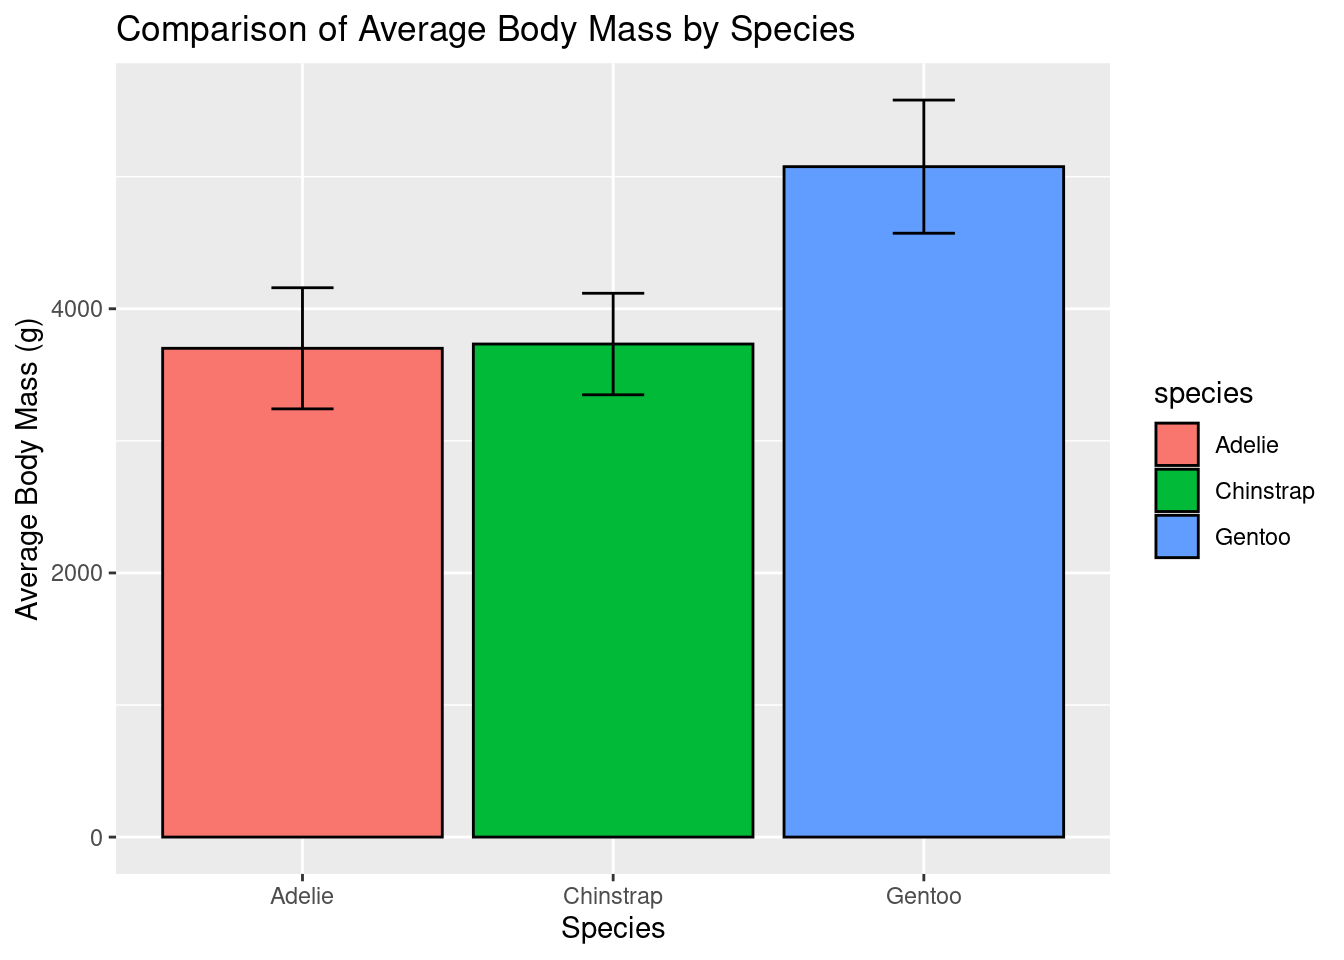 Comparison of Average Body Mass by Species
Average Body Mass (g)
4000
2000
0
Adelie
Chinstrap
Gentoo
Species
species
Adelie
Chinstrap
Gentoo